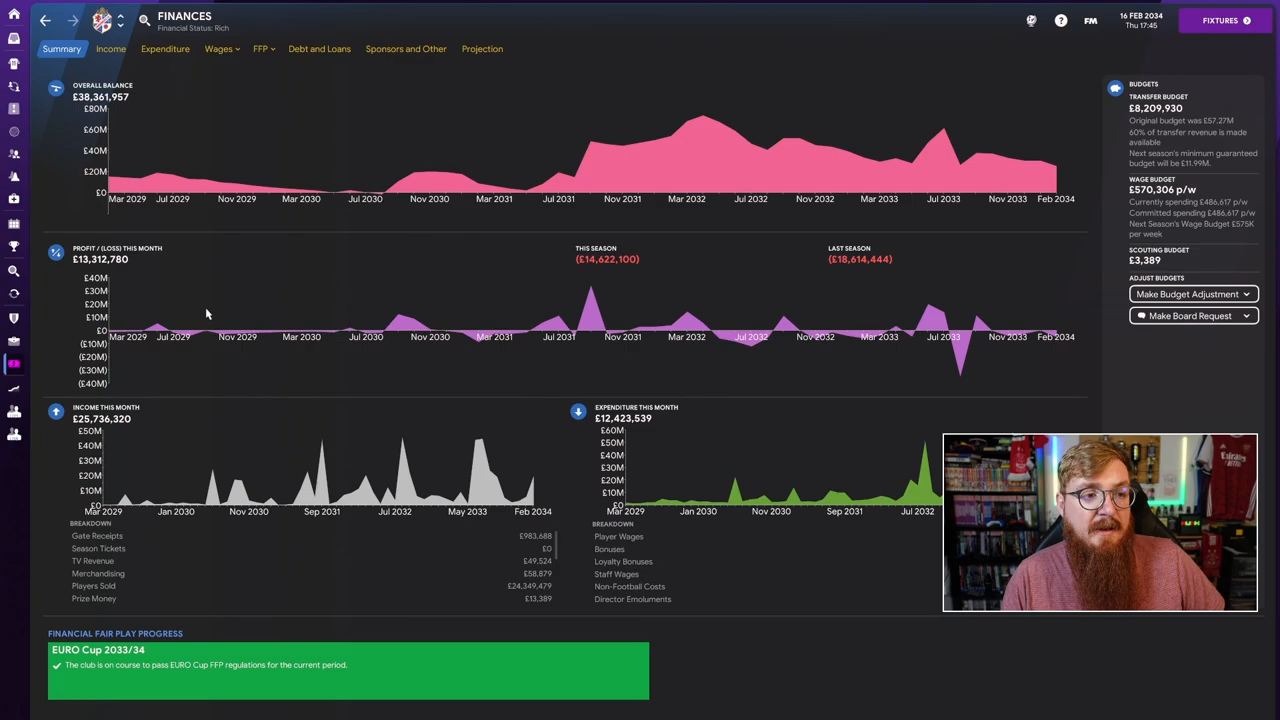 FINANCES
Financial Status: Rich
FM
16 FEB 2034
Thu 17:45
FIXTURES
Summary
Income
Expenditure
Wages
FFP
Debt and Loans
Sponsors and Other
Projection
OVERALL BALANCE
£38,361,957
£80M
£60M
£40M
£20M
£0
Mar 2029 Jul 2029 Nov 2029 Mar 2030 Jul 2030 Nov 2030 Mar 2031 Jul 2031 Nov 2031 Mar 2032 Jul 2032 Nov 2032 Mar 2033 Jul 2033 Nov 2033 Feb 2034
PROFIT / (LOSS) THIS MONTH
£13,312,780
THIS SEASON
(£14,622,100)
LAST SEASON
(£18,614,444)
£40M
£30M
£20M
£10M
£0
(£10M)
(£20M)
(£30M)
(£40M)
Mar 2029 Jul 2029 Nov 2029 Mar 2030 Jul 2030 Nov 2030 Mar 2031 Jul 2031 Nov 2031 Mar 2032 Jul 2032 Nov 2032 Mar 2033 Jul 2033 Nov 2033 Feb 2034
INCOME THIS MONTH
£25,736,320
£50M
£40M
£30M
£20M
£10M
£0
Mar 2029 Jan 2030 Nov 2030 Sep 2031 Jul 2032 May 2033 Feb 2034
BREAKDOWN
Gate Receipts £983,688
Season Tickets £0
TV Revenue £49,524
Merchandising £58,879
Players Sold £24,349,479
Prize Money £13,389
EXPENDITURE THIS MONTH
£12,423,539
£60M
£50M
£40M
£30M
£20M
£10M
£0
Mar 2029 Jan 2030 Nov 2030 Sep 2031 Jul 2032
BREAKDOWN
Player Wages
Bonuses
Loyalty Bonuses
Staff Wages
Non-Football Costs
Director Emoluments
BUDGETS
TRANSFER BUDGET
£8,209,930
Original budget was £57.27M
60% of transfer revenue is made
available
Next season's minimum guaranteed
budget will be £11.99M.
WAGE BUDGET
£570,306 p/w
Currently spending £486,617 p/w
Committed spending £486,617 p/w
Next Season's Wage Budget £575K
per week
SCOUTING BUDGET
£3,389
ADJUST BUDGETS
Make Budget Adjustment
Make Board Request
FINANCIAL FAIR PLAY PROGRESS
EURO Cup 2033/34
The club is on course to pass EURO Cup FFP regulations for the current period.